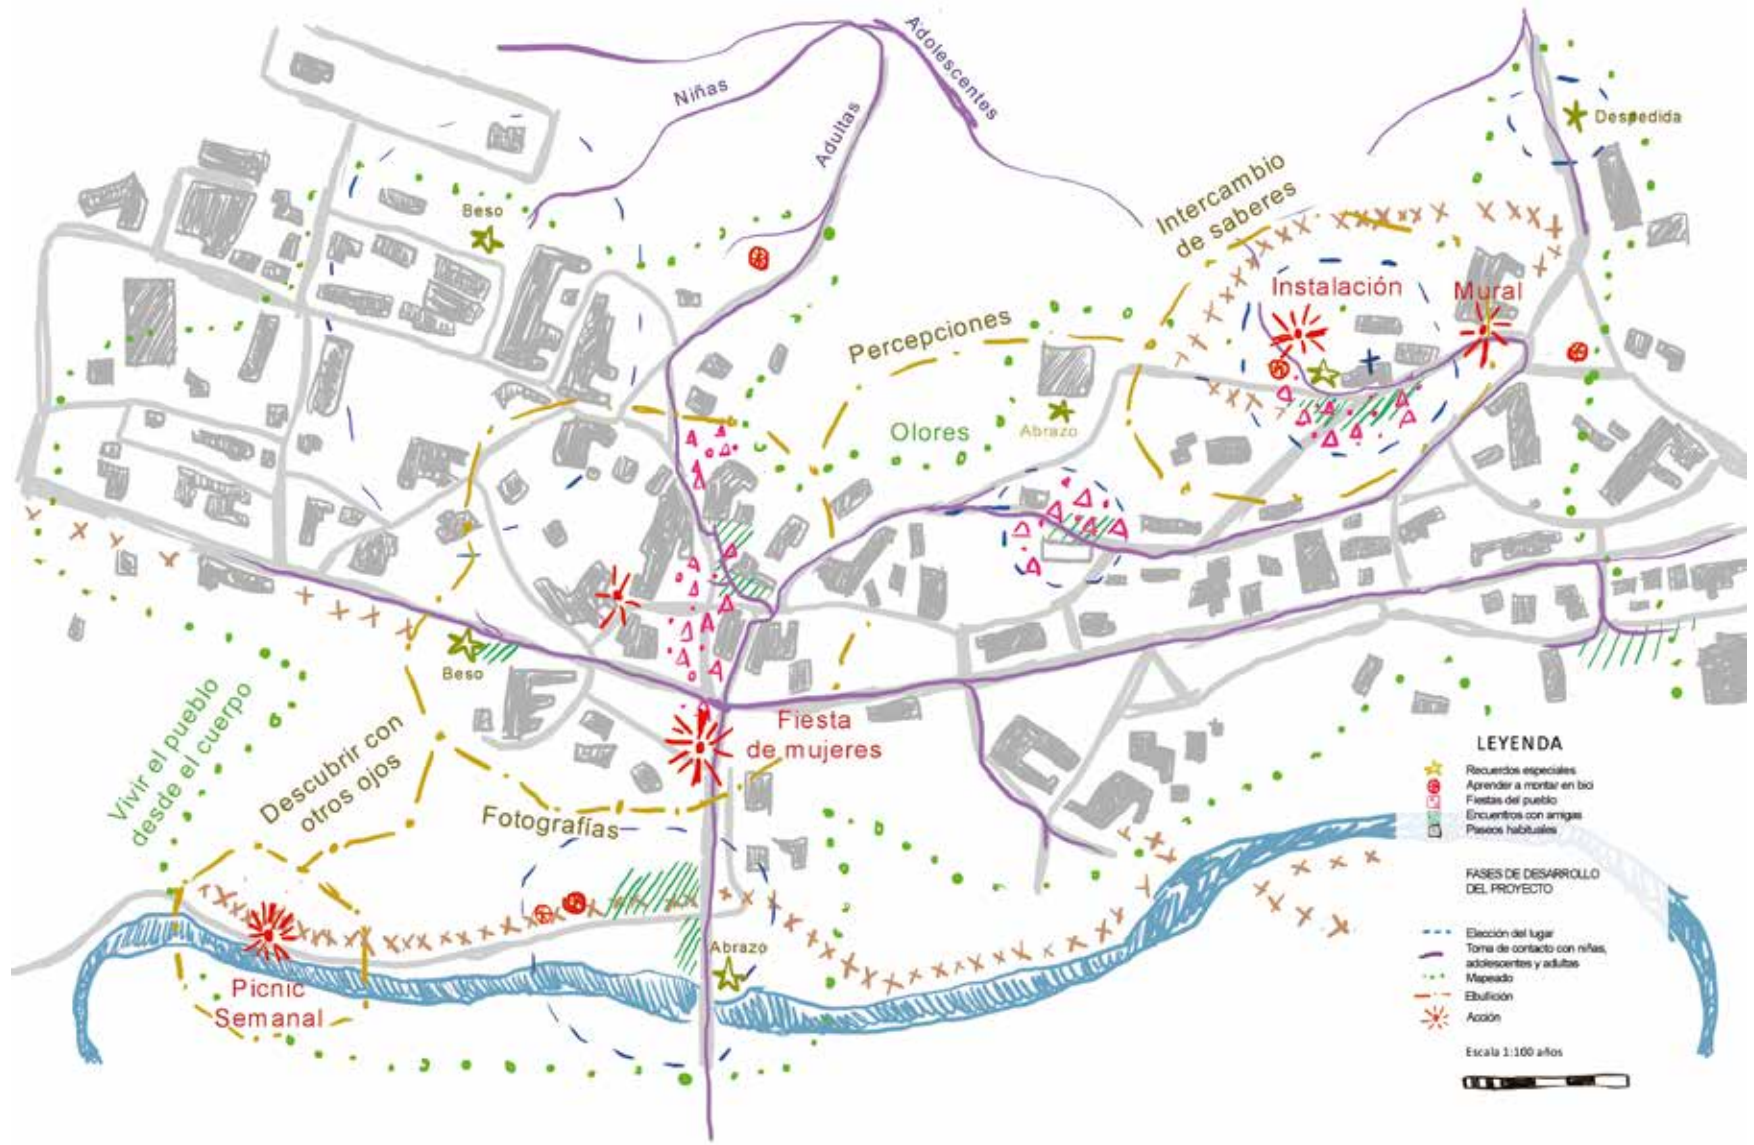 Adolescentes
Niñas
Adultas
Despedida
Intercambio
de saberes
Beso
Instalación
Mural
Percepciones
Olores
Abrazo
Beso
Vivir el pueblo
desde el cuerpo
Descubrir con
otros ojos
Fiesta
de mujeres
Fotografías
Abrazo
Picnic
Semanal
LEYENDA
Recuerdos especiales
Aprender a montar en bici
Fiestas del pueblo
Encuentros con amigas
Paseos habituales
FASES DE DESARROLLO
DEL PROYECTO
Elección del lugar
Toma de contacto con niñas,
adolescentes y adultas
Mapeado
Ebullición
Acción
Escala 1:100 años